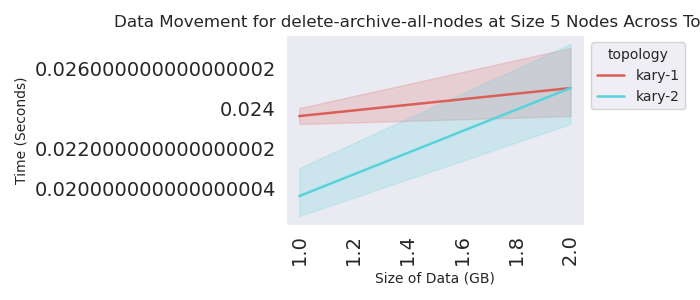 Data Movement for delete-archive-all-nodes at Size 5 Nodes Across To
topology
kary-1
kary-2
Time (Seconds)
0.026000000000000002
0.024
0.022000000000000002
0.020000000000000004
1.0
1.2
1.4
1.6
1.8
2.0
Size of Data (GB)